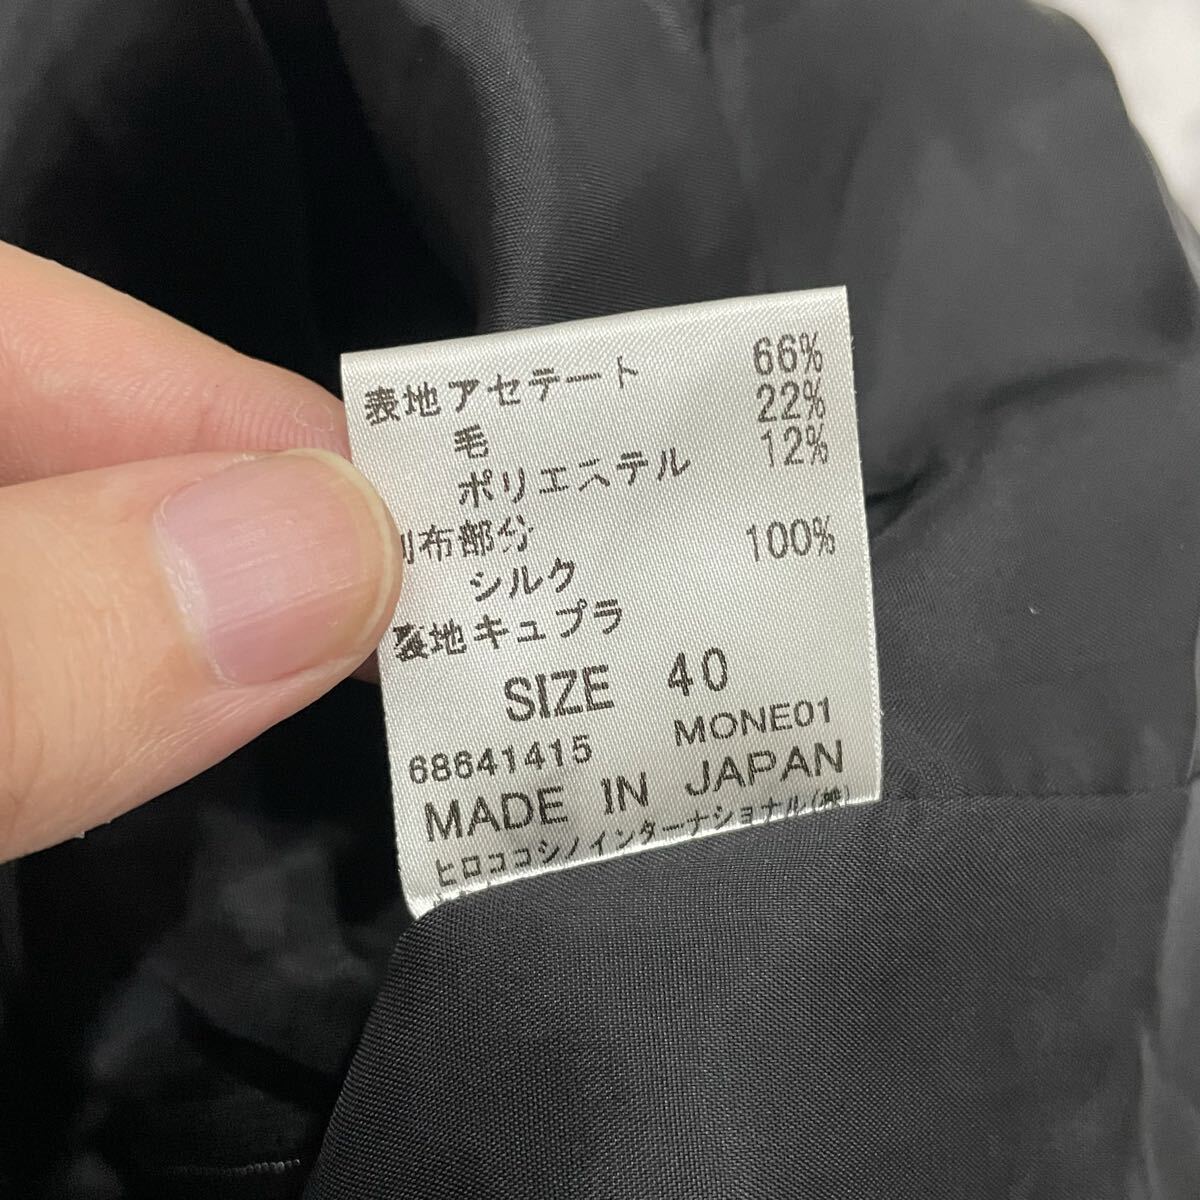 表地アセテート 66%
毛 22%
ポリエステル 12%
別布部分
シルク 100%
裏地キュプラ
SIZE 40
68641415 MONE01
MADE IN JAPAN
ヒロココシノインターナショナル(株)